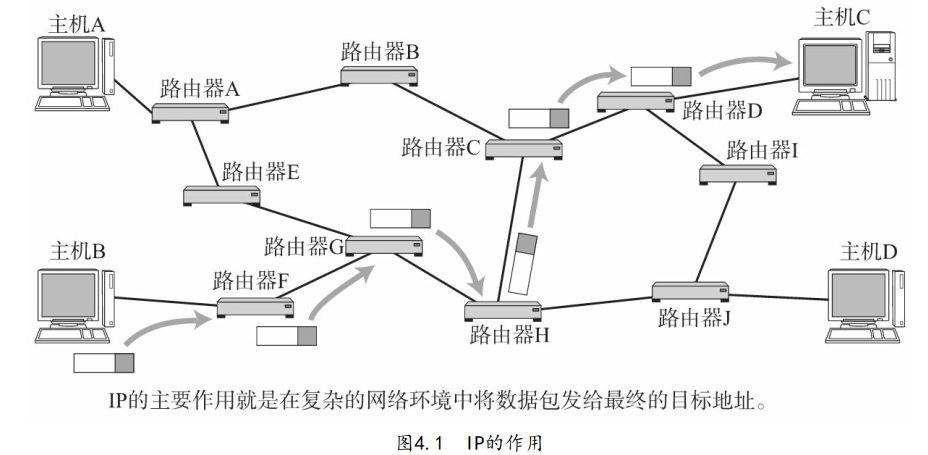 主机A
主机C
路由器B
路由器A
路由器D
路由器C
路由器I
路由器E
路由器G
主机B
主机D
路由器F
路由器J
路由器H
IP的主要作用就是在复杂的网络环境中将数据包发给最终的目标地址。
图4.1 IP的作用